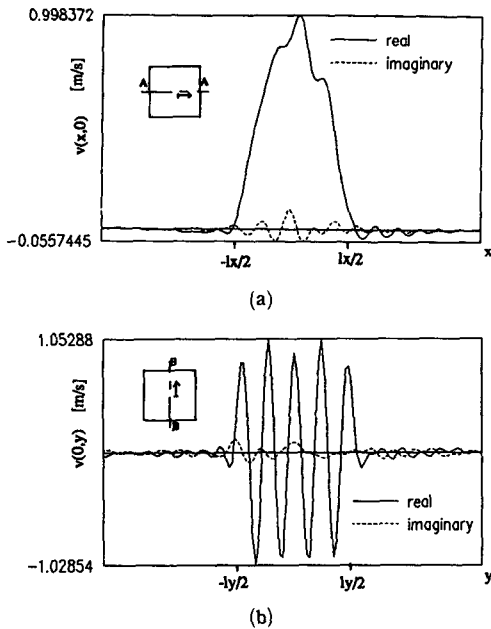 0.998372
[m/s]
v(x,0)
A A
real
imaginary
-0.0557445
-lx/2
lx/2
x
(a)
1.05288
[m/s]
v(0,y)
B
B
real
imaginary
-1.02854
-ly/2
ly/2
y
(b)